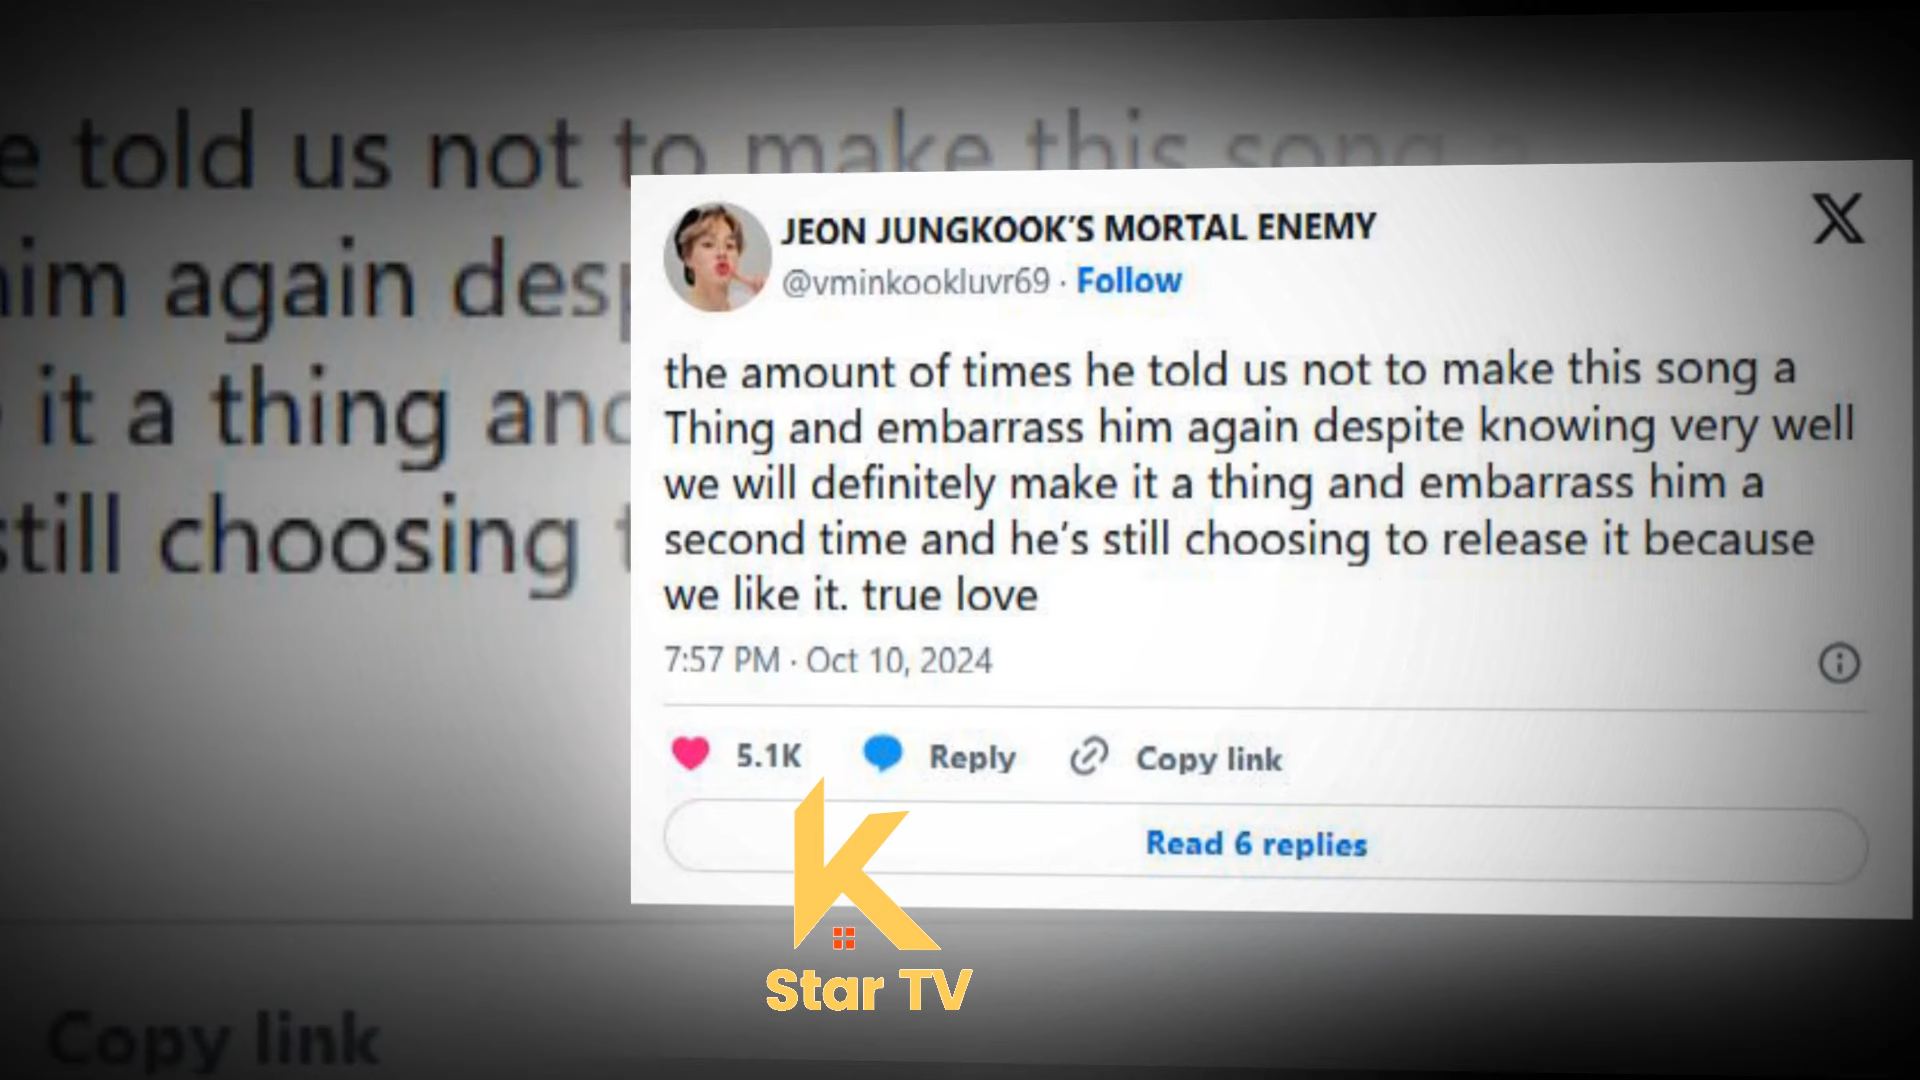 e told us not to make this song a
him again desp
it a thing and
still choosing t
Copy link
JEON JUNGKOOK’S MORTAL ENEMY
@vminkookluvr69 · Follow
the amount of times he told us not to make this song a
Thing and embarrass him again despite knowing very well
we will definitely make it a thing and embarrass him a
second time and he’s still choosing to release it because
we like it. true love
7:57 PM · Oct 10, 2024
5.1K Reply Copy link
Read 6 replies
K
Star TV